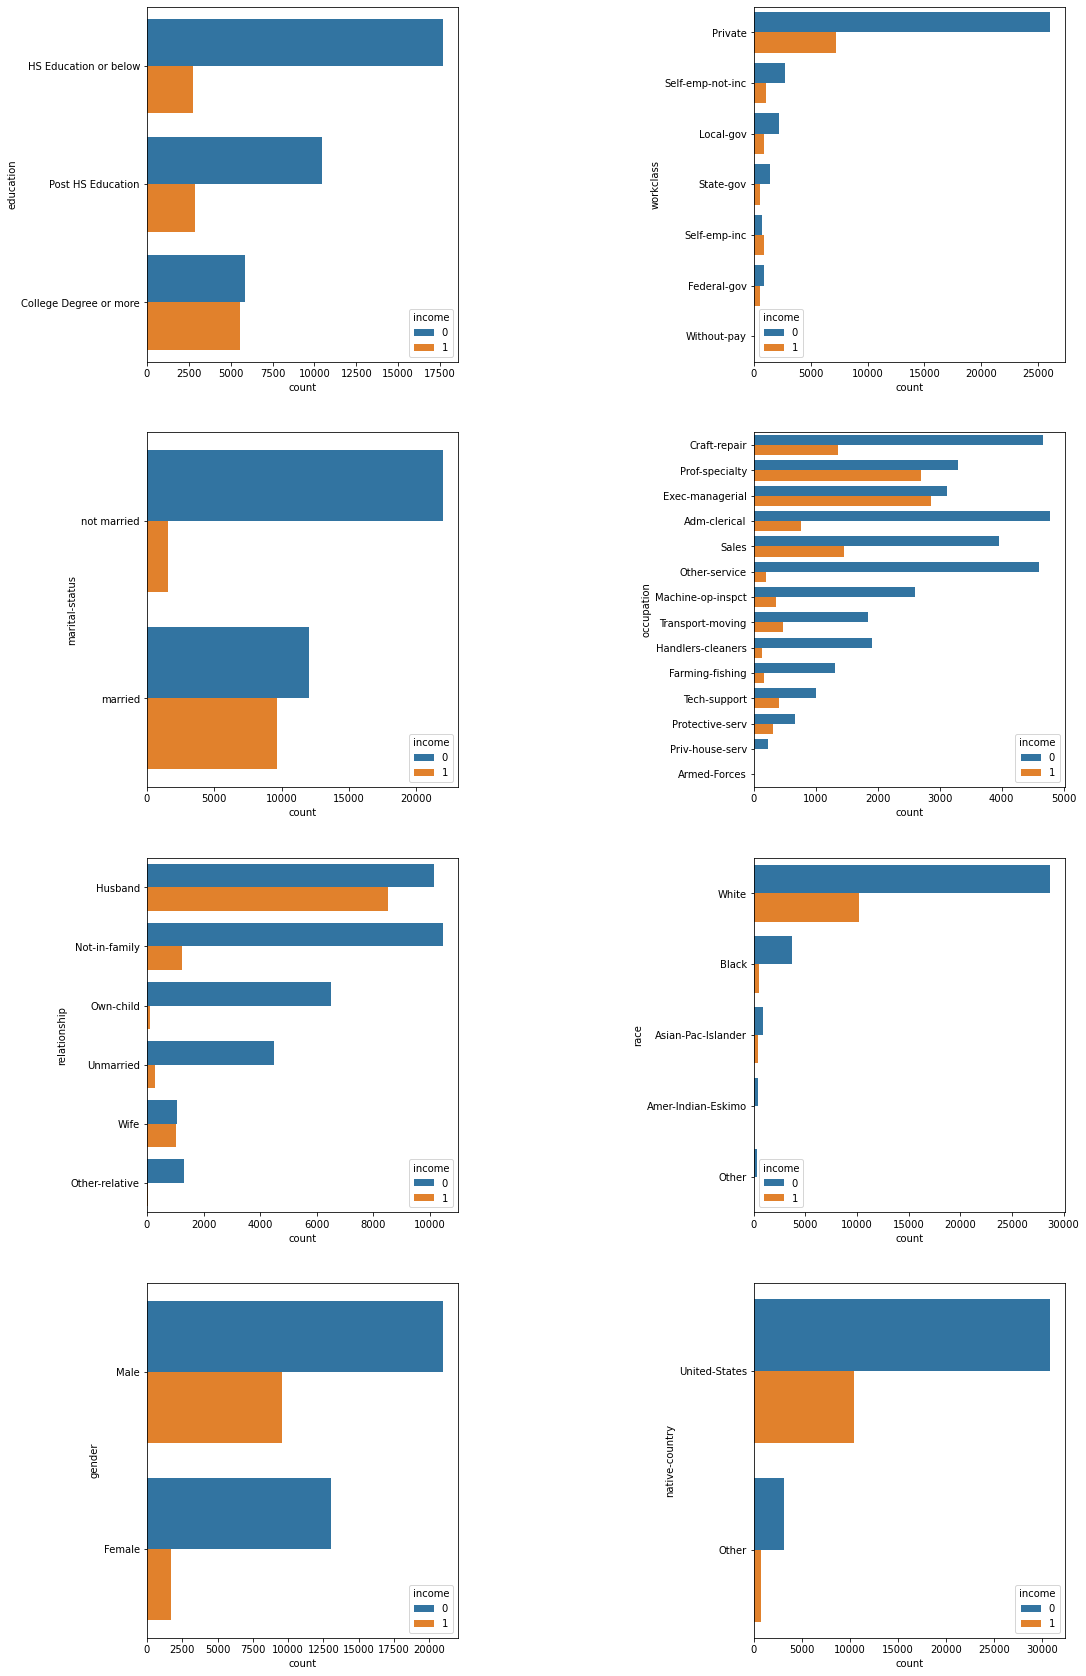 HS Education or below
Post HS Education
College Degree or more
education
0 2500 5000 7500 10000 12500 15000 17500
count
income
0
1
Private
Self-emp-not-inc
Local-gov
State-gov
Self-emp-inc
Federal-gov
Without-pay
workclass
0 5000 10000 15000 20000 25000
count
income
0
1
not married
married
marital-status
0 5000 10000 15000 20000
count
income
0
1
Craft-repair
Prof-specialty
Exec-managerial
Adm-clerical
Sales
Other-service
Machine-op-inspct
Transport-moving
Handlers-cleaners
Farming-fishing
Tech-support
Protective-serv
Priv-house-serv
Armed-Forces
occupation
0 1000 2000 3000 4000 5000
count
income
0
1
Husband
Not-in-family
Own-child
Unmarried
Wife
Other-relative
relationship
0 2000 4000 6000 8000 10000
count
income
0
1
White
Black
Asian-Pac-Islander
Amer-Indian-Eskimo
Other
race
0 5000 10000 15000 20000 25000 30000
count
income
0
1
Male
Female
gender
0 2500 5000 7500 10000 12500 15000 17500 20000
count
income
0
1
United-States
Other
native-country
0 5000 10000 15000 20000 25000 30000
count
income
0
1